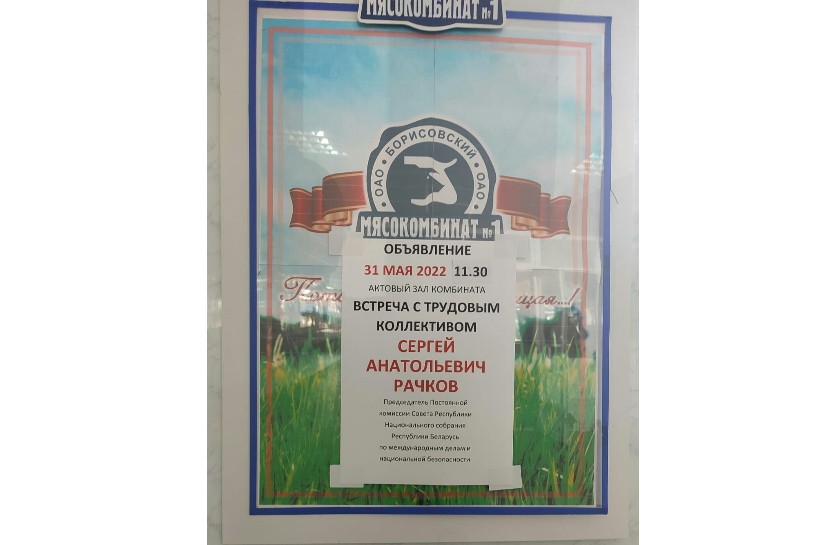 МЯСОКОМБИНАТ №1
ОАО • БОРИСОВСКИЙ • ОАО
МЯСОКОМБИНАТ №1
ОБЪЯВЛЕНИЕ
31 МАЯ 2022 11.30
АКТОВЫЙ ЗАЛ КОМБИНАТА
ВСТРЕЧА С ТРУДОВЫМ
КОЛЛЕКТИВОМ
СЕРГЕЙ
АНАТОЛЬЕВИЧ
РАЧКОВ
Председатель Постоянной
комиссии Совета Республики
Национального собрания
Республики Беларусь
по международным делам и
национальной безопасности